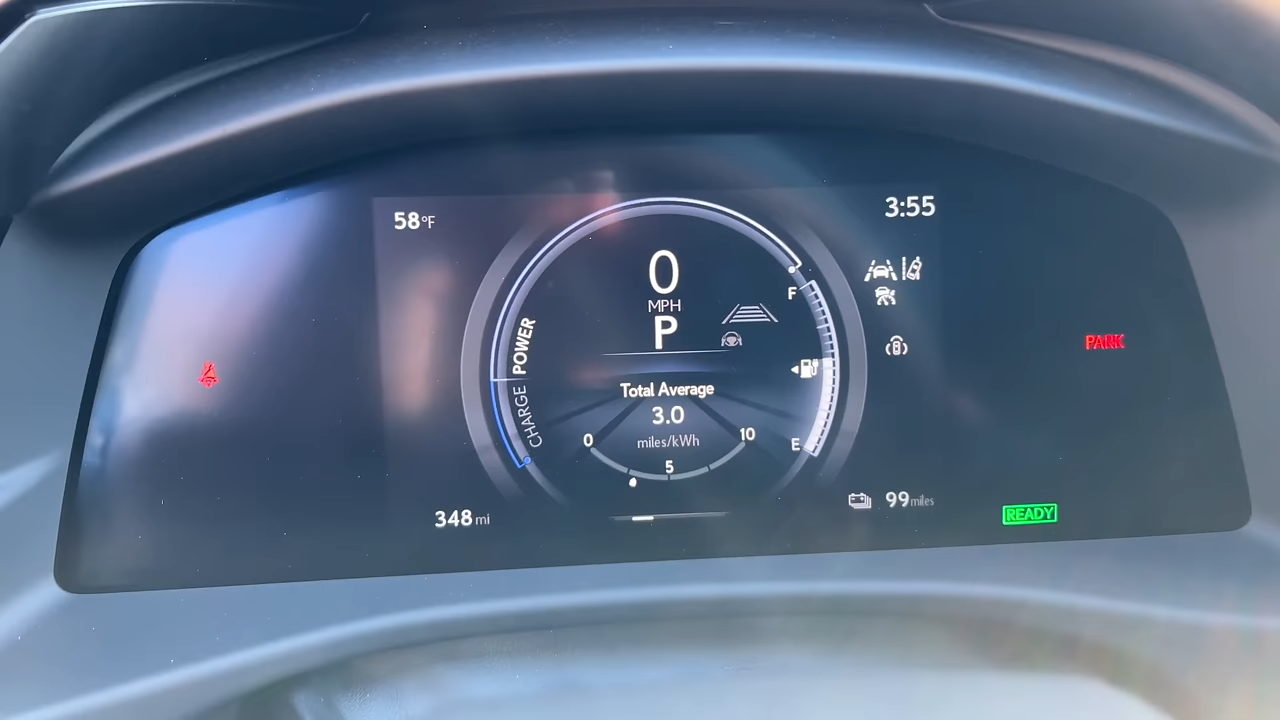 58°F
3:55
0
MPH
P
POWER
CHARGE
F
E
Total Average
3.0
miles/kWh
0
5
10
348 mi
99 miles
PARK
READY